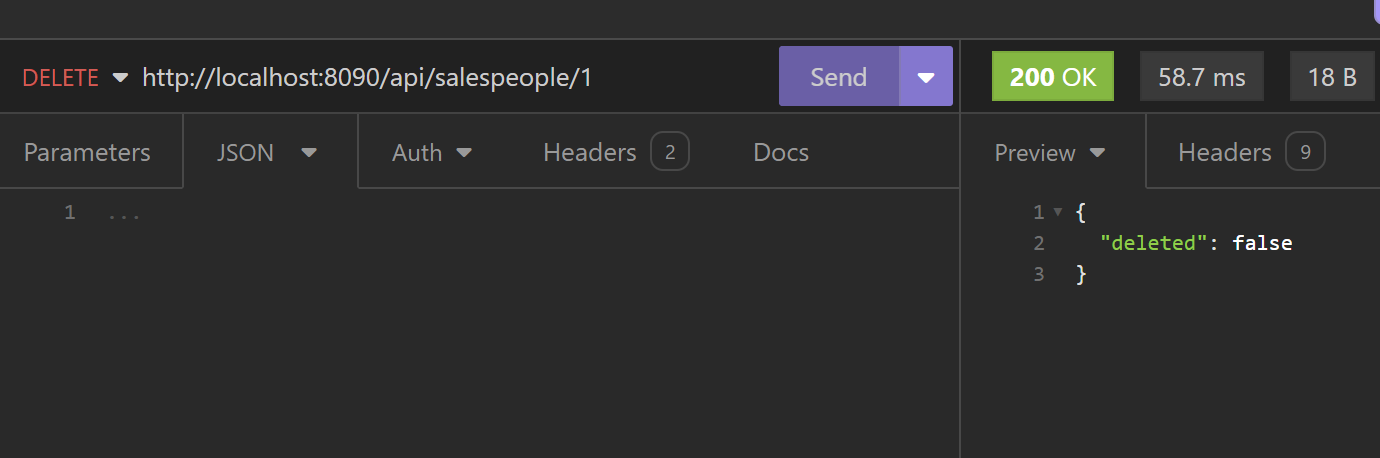 DELETE http://localhost:8090/api/salespeople/1 Send 200 OK 58.7 ms 18 B
Parameters JSON Auth Headers 2 Docs Preview Headers 9
1 ...
1 {
2 "deleted": false
3 }